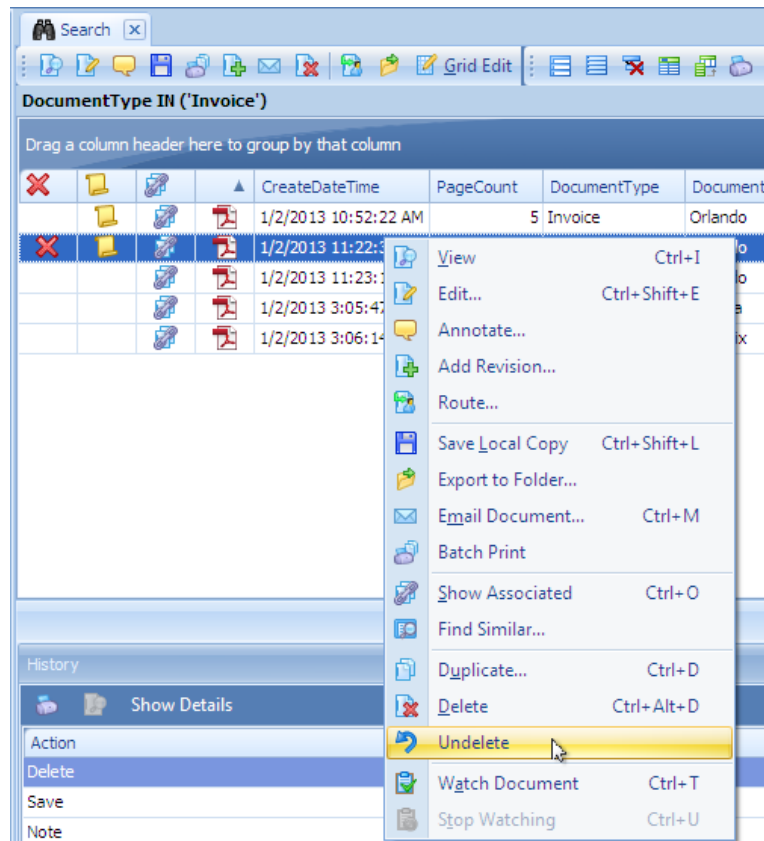 Search
Grid Edit
DocumentType IN ('Invoice')
Drag a column header here to group by that column
CreateDateTime PageCount DocumentType Document
1/2/2013 10:52:22 AM 5 Invoice Orlando
1/2/2013 11:22:3 lo
1/2/2013 11:23:1 lo
1/2/2013 3:05:47 a
1/2/2013 3:06:14 ix
View Ctrl+I
Edit... Ctrl+Shift+E
Annotate...
Add Revision...
Route...
Save Local Copy Ctrl+Shift+L
Export to Folder...
Email Document... Ctrl+M
Batch Print
Show Associated Ctrl+O
Find Similar...
Duplicate... Ctrl+D
Delete Ctrl+Alt+D
Undelete
Watch Document Ctrl+T
Stop Watching Ctrl+U
History
Show Details
Action
Delete
Save
Note